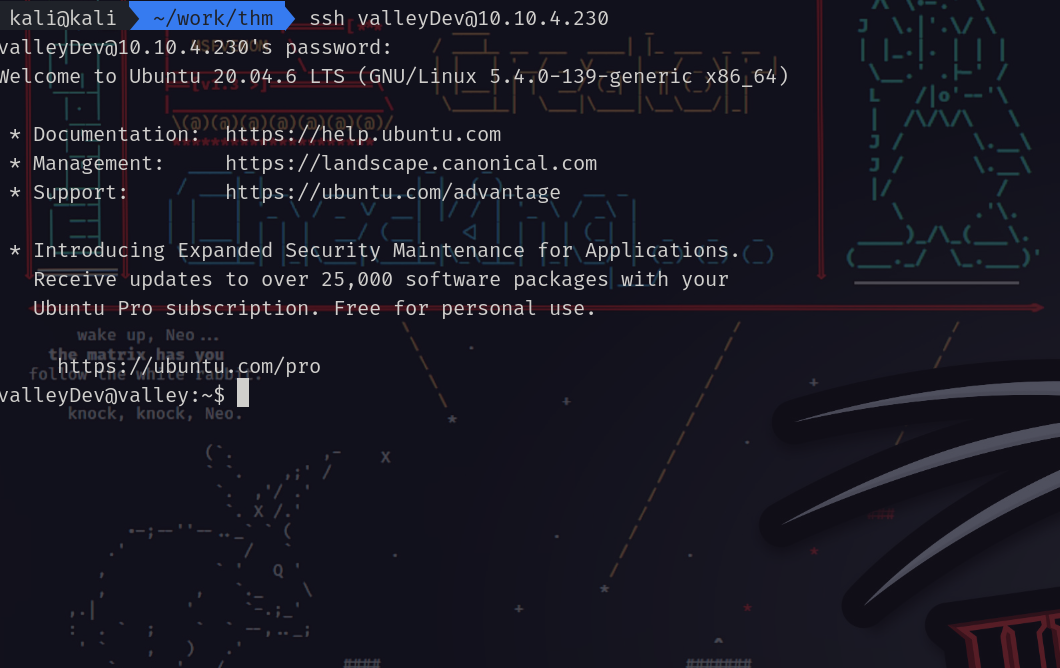 kali@kali ~/work/thm ssh valleyDev@10.10.4.230
valleyDev@10.10.4.230's password:
Welcome to Ubuntu 20.04.6 LTS (GNU/Linux 5.4.0-139-generic x86_64)
* Documentation: https://help.ubuntu.com
* Management: https://landscape.canonical.com
* Support: https://ubuntu.com/advantage
* Introducing Expanded Security Maintenance for Applications.
Receive updates to over 25,000 software packages with your
Ubuntu Pro subscription. Free for personal use.
wake up, Neo...
the matrix has you
https://ubuntu.com/pro
follow the white rabbit.
valleyDev@valley:~$
knock, knock, Neo.